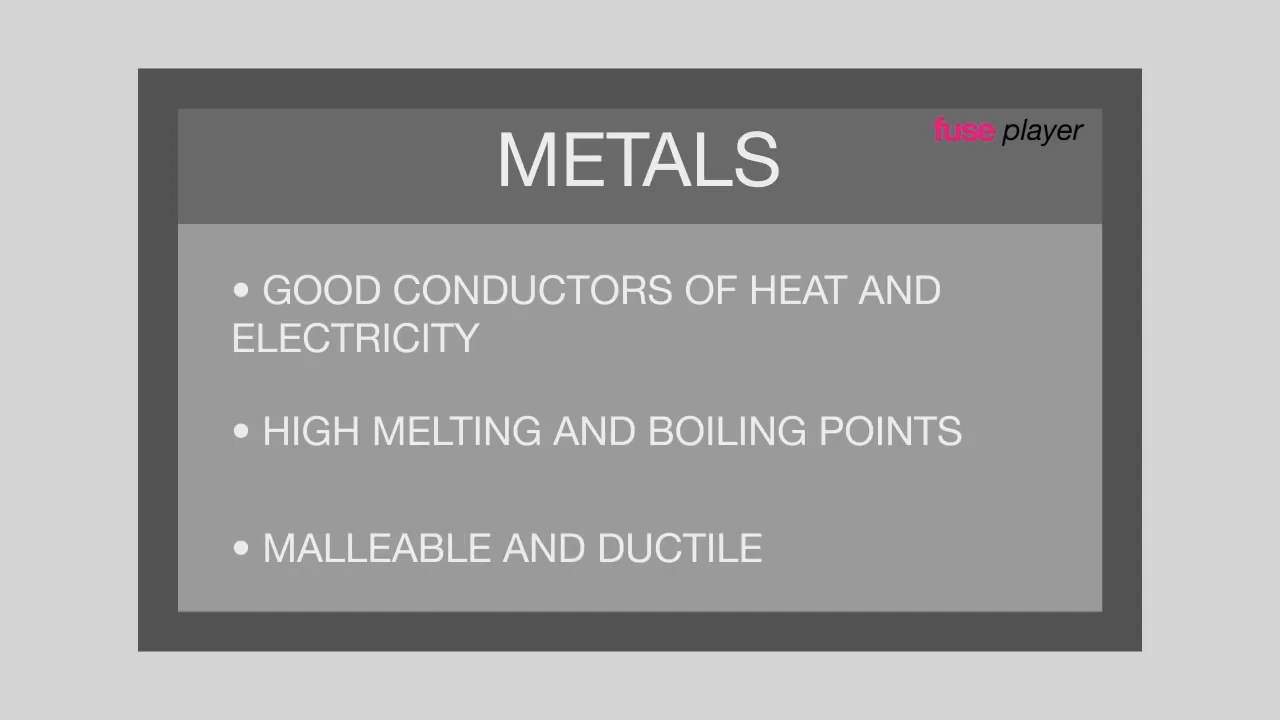 METALS
fuse player
• GOOD CONDUCTORS OF HEAT AND
ELECTRICITY
• HIGH MELTING AND BOILING POINTS
• MALLEABLE AND DUCTILE